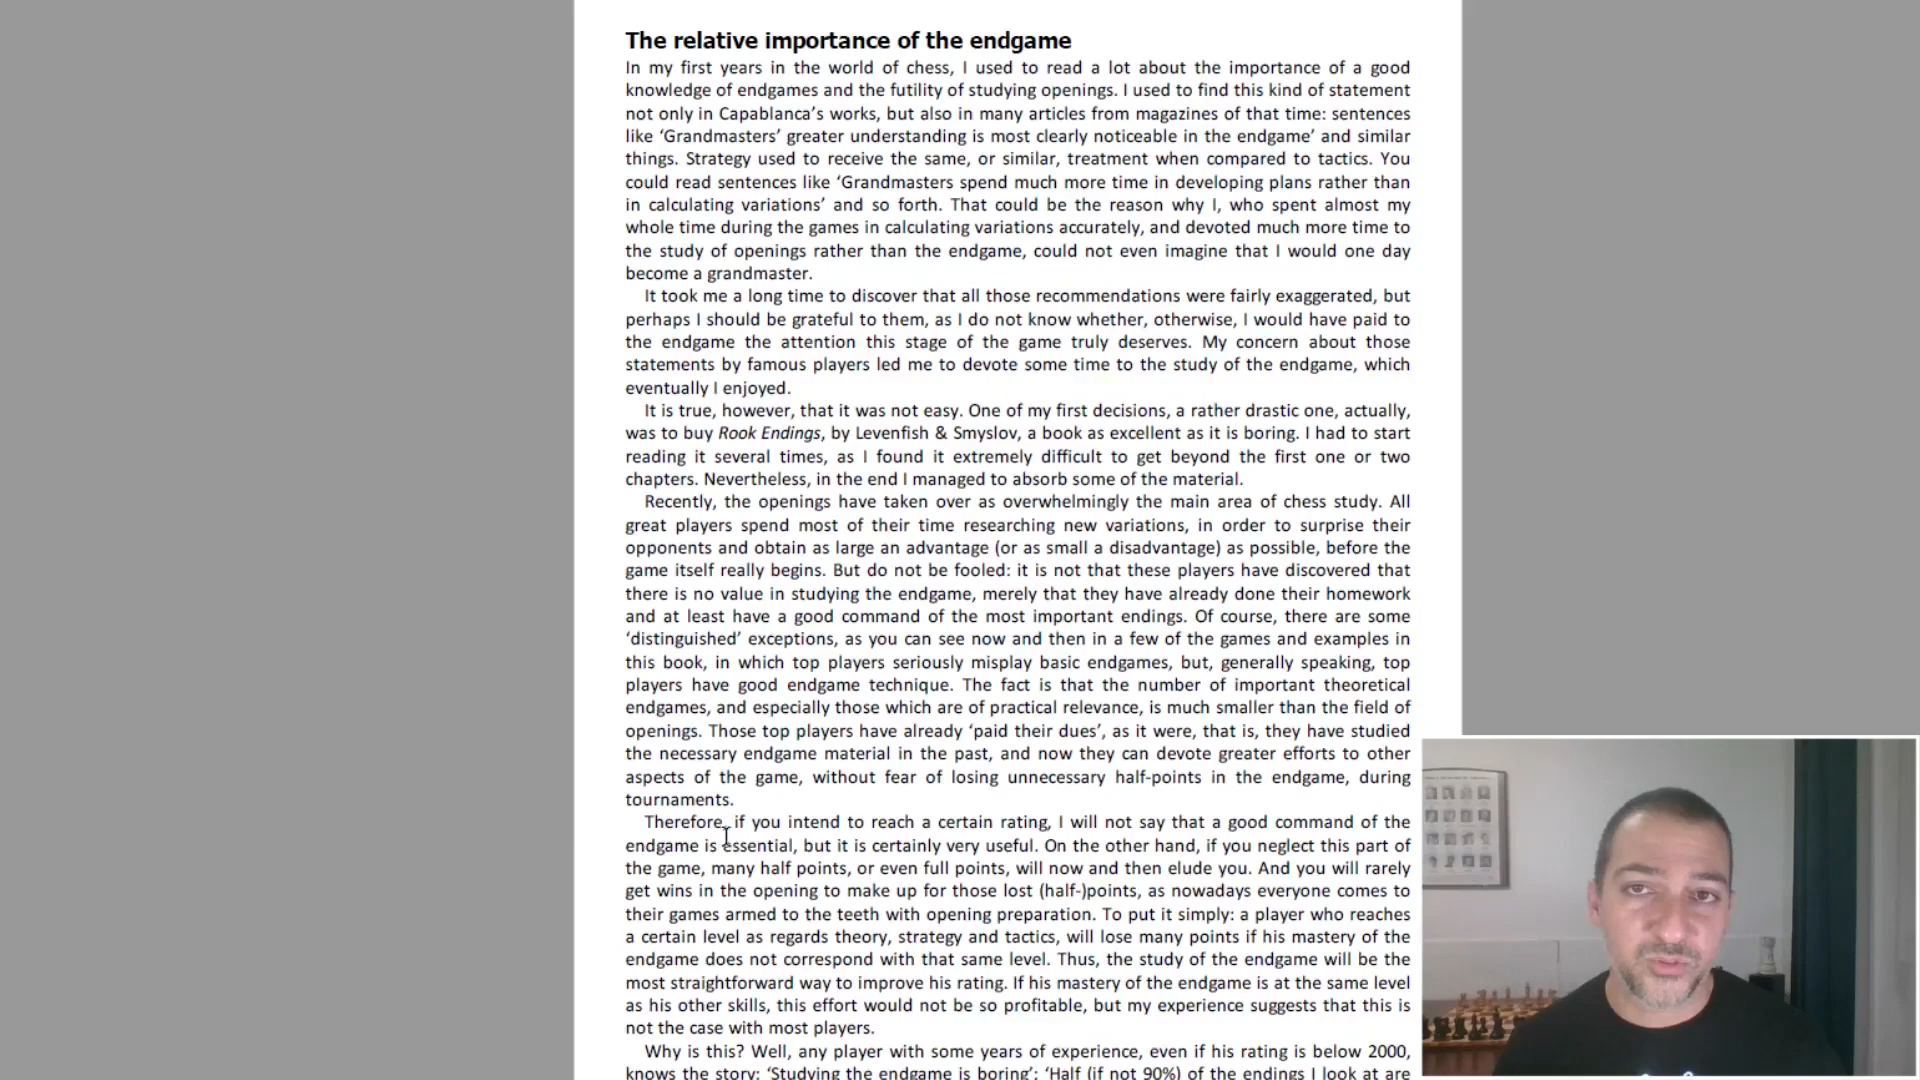 The relative importance of the endgame
In my first years in the world of chess, I used to read a lot about the importance of a good
knowledge of endgames and the futility of studying openings. I used to find this kind of statement
not only in Capablanca’s works, but also in many articles from magazines of that time: sentences
like ‘Grandmasters’ greater understanding is most clearly noticeable in the endgame’ and similar
things. Strategy used to receive the same, or similar, treatment when compared to tactics. You
could read sentences like ‘Grandmasters spend much more time in developing plans rather than
in calculating variations’ and so forth. That could be the reason why I, who spent almost my
whole time during the games in calculating variations accurately, and devoted much more time to
the study of openings rather than the endgame, could not even imagine that I would one day
become a grandmaster.
It took me a long time to discover that all those recommendations were fairly exaggerated, but
perhaps I should be grateful to them, as I do not know whether, otherwise, I would have paid to
the endgame the attention this stage of the game truly deserves. My concern about those
statements by famous players led me to devote some time to the study of the endgame, which
eventually I enjoyed.
It is true, however, that it was not easy. One of my first decisions, a rather drastic one, actually,
was to buy Rook Endings, by Levenfish & Smyslov, a book as excellent as it is boring. I had to start
reading it several times, as I found it extremely difficult to get beyond the first one or two
chapters. Nevertheless, in the end I managed to absorb some of the material.
Recently, the openings have taken over as overwhelmingly the main area of chess study. All
great players spend most of their time researching new variations, in order to surprise their
opponents and obtain as large an advantage (or as small a disadvantage) as possible, before the
game itself really begins. But do not be fooled: it is not that these players have discovered that
there is no value in studying the endgame, merely that they have already done their homework
and at least have a good command of the most important endings. Of course, there are some
‘distinguished’ exceptions, as you can see now and then in a few of the games and examples in
this book, in which top players seriously misplay basic endgames, but, generally speaking, top
players have good endgame technique. The fact is that the number of important theoretical
endgames, and especially those which are of practical relevance, is much smaller than the field of
openings. Those top players have already ‘paid their dues’, as it were, that is, they have studied
the necessary endgame material in the past, and now they can devote greater efforts to other
aspects of the game, without fear of losing unnecessary half-points in the endgame, during
tournaments.
Therefore, if you intend to reach a certain rating, I will not say that a good command of the
endgame is essential, but it is certainly very useful. On the other hand, if you neglect this part of
the game, many half points, or even full points, will now and then elude you. And you will rarely
get wins in the opening to make up for those lost (half-)points, as nowadays everyone comes to
their games armed to the teeth with opening preparation. To put it simply: a player who reaches
a certain level as regards theory, strategy and tactics, will lose many points if his mastery of the
endgame does not correspond with that same level. Thus, the study of the endgame will be the
most straightforward way to improve his rating. If his mastery of the endgame is at the same level
as his other skills, this effort would not be so profitable, but my experience suggests that this is
not the case with most players.
Why is this? Well, any player with some years of experience, even if his rating is below 2000,
knows the story: ‘Studying the endgame is boring’; ‘Half (if not 90%) of the endings I look at are